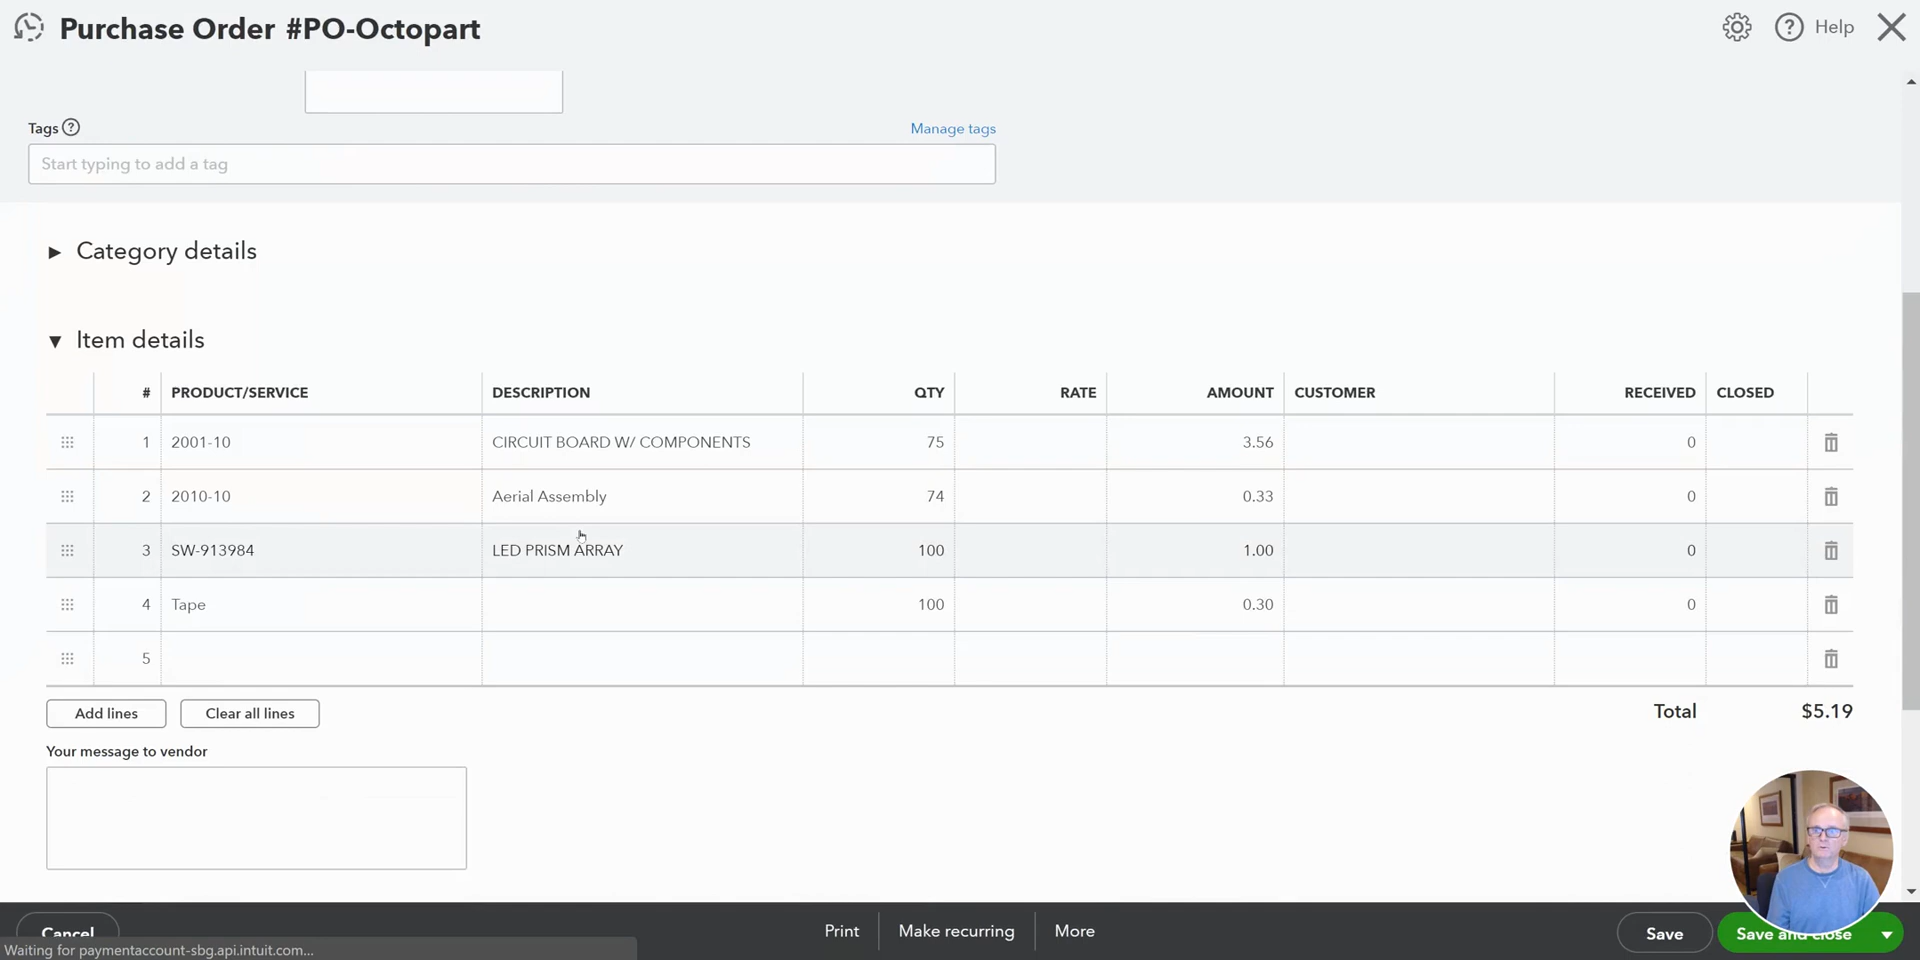 Purchase Order #PO-Octopart
Help
Tags ?
Manage tags
Start typing to add a tag
Category details
Item details
# PRODUCT/SERVICE DESCRIPTION QTY RATE AMOUNT CUSTOMER RECEIVED CLOSED
1 2001-10 CIRCUIT BOARD W/ COMPONENTS 75 3.56 0
2 2010-10 Aerial Assembly 74 0.33 0
3 SW-913984 LED PRISM ARRAY 100 1.00 0
4 Tape 100 0.30 0
5
Add lines Clear all lines Total $5.19
Your message to vendor
Cancel Print Make recurring More Save Save and close
Waiting for paymentaccount-sbg.api.intuit.com...